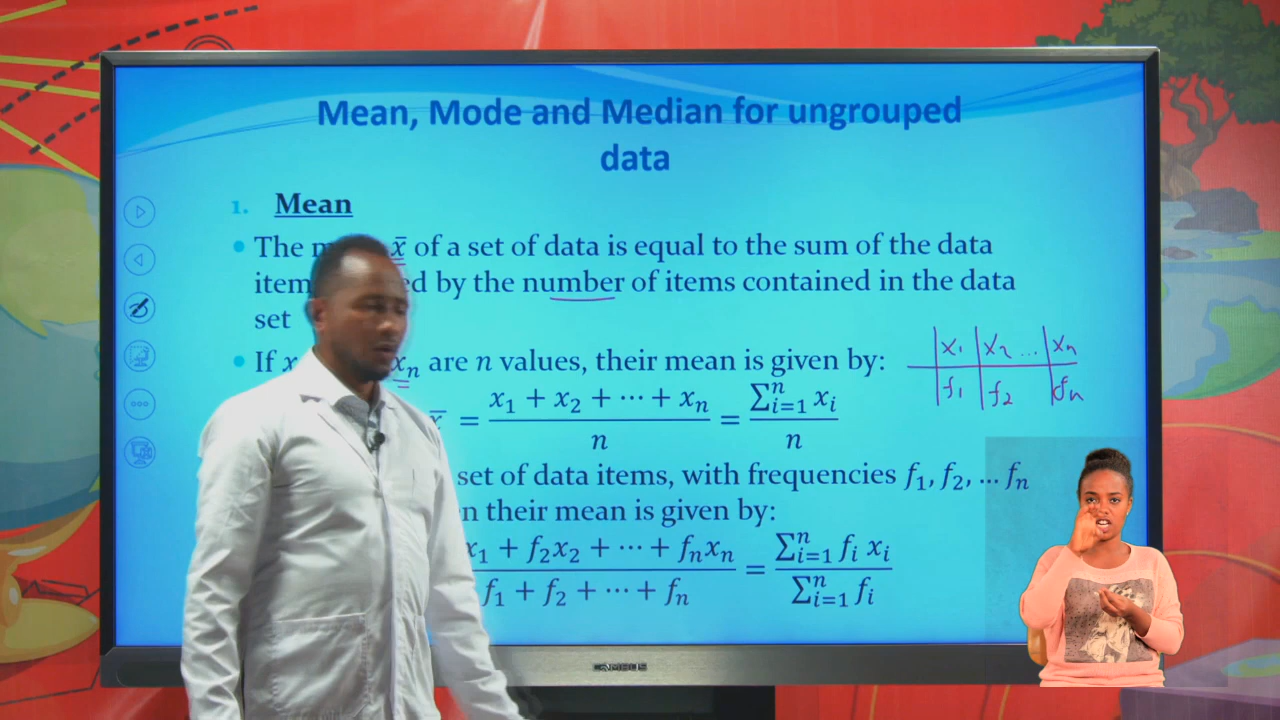 Mean, Mode and Median for ungrouped
data
1. Mean
The x̄ of a set of data is equal to the sum of the data
by the number of items contained in the data
set
If xₙ are n values, their mean is given by:
x̄ = (x₁ + x₂ + ⋯ + xₙ)/n = (∑ⁿᵢ₌₁ xᵢ)/n
x₁ | x₂ ... | xₙ
f₁ | f₂ | fₙ
set of data items, with frequencies f₁, f₂, … fₙ
their mean is given by:
x₁ + f₂x₂ + ⋯ + fₙxₙ / f₁ + f₂ + ⋯ + fₙ = (∑ⁿᵢ₌₁ fᵢ xᵢ)/(∑ⁿᵢ₌₁ fᵢ)